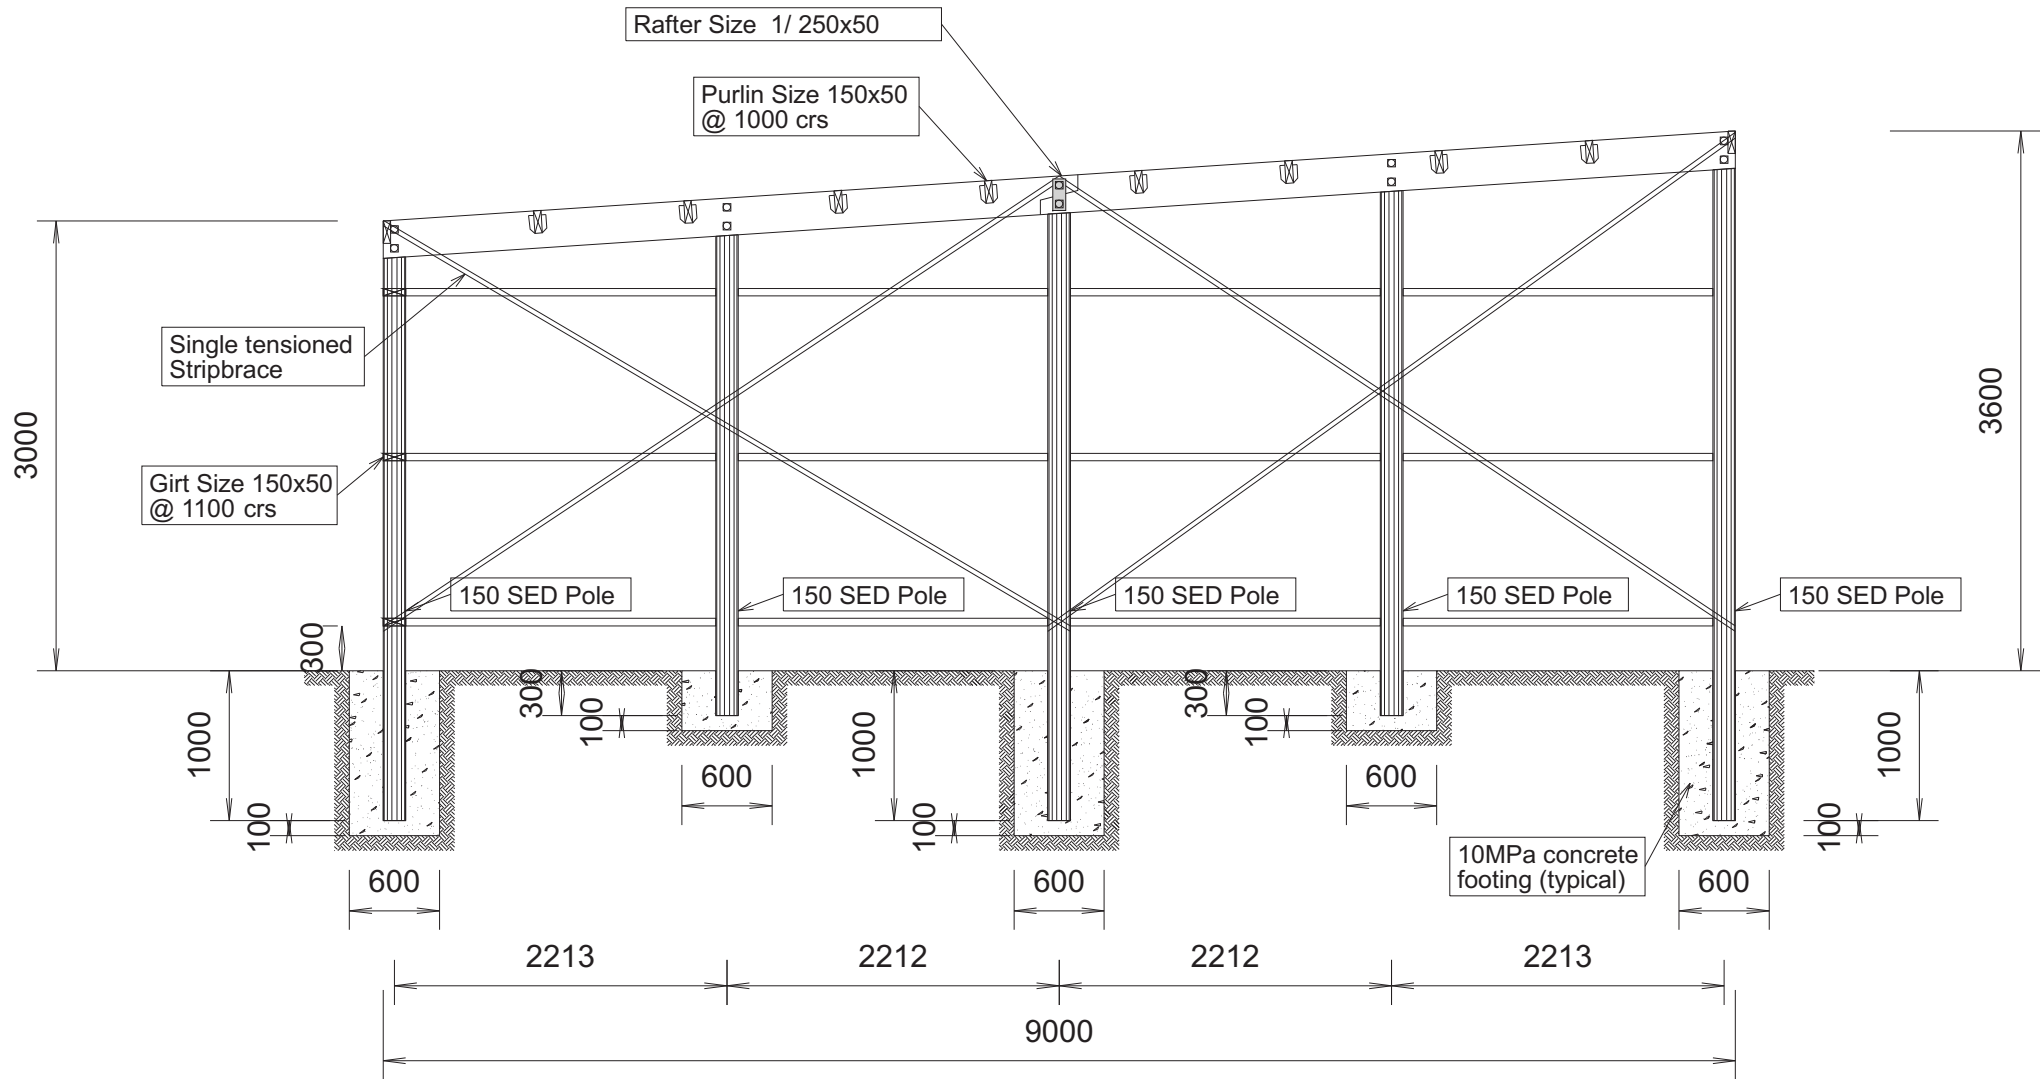 Rafter Size 1/ 250x50
Purlin Size 150x50
@ 1000 crs
Single tensioned
Stripbrace
3000
3600
Girt Size 150x50
@ 1100 crs
150 SED Pole
150 SED Pole
150 SED Pole
150 SED Pole
150 SED Pole
300
300
300
1000
100
1000
100
1000
100
100
100
600
600
10MPa concrete
footing (typical)
600
600
600
2213
2212
2212
2213
9000